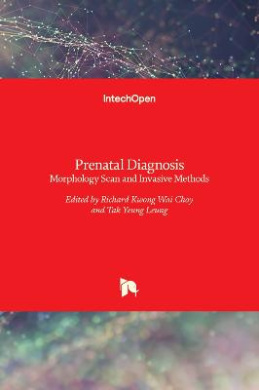 IntechOpen
Prenatal Diagnosis
Morphology Scan and Invasive Methods
Edited by Richard Kwong Wai Choy
and Tak Yeung Leung